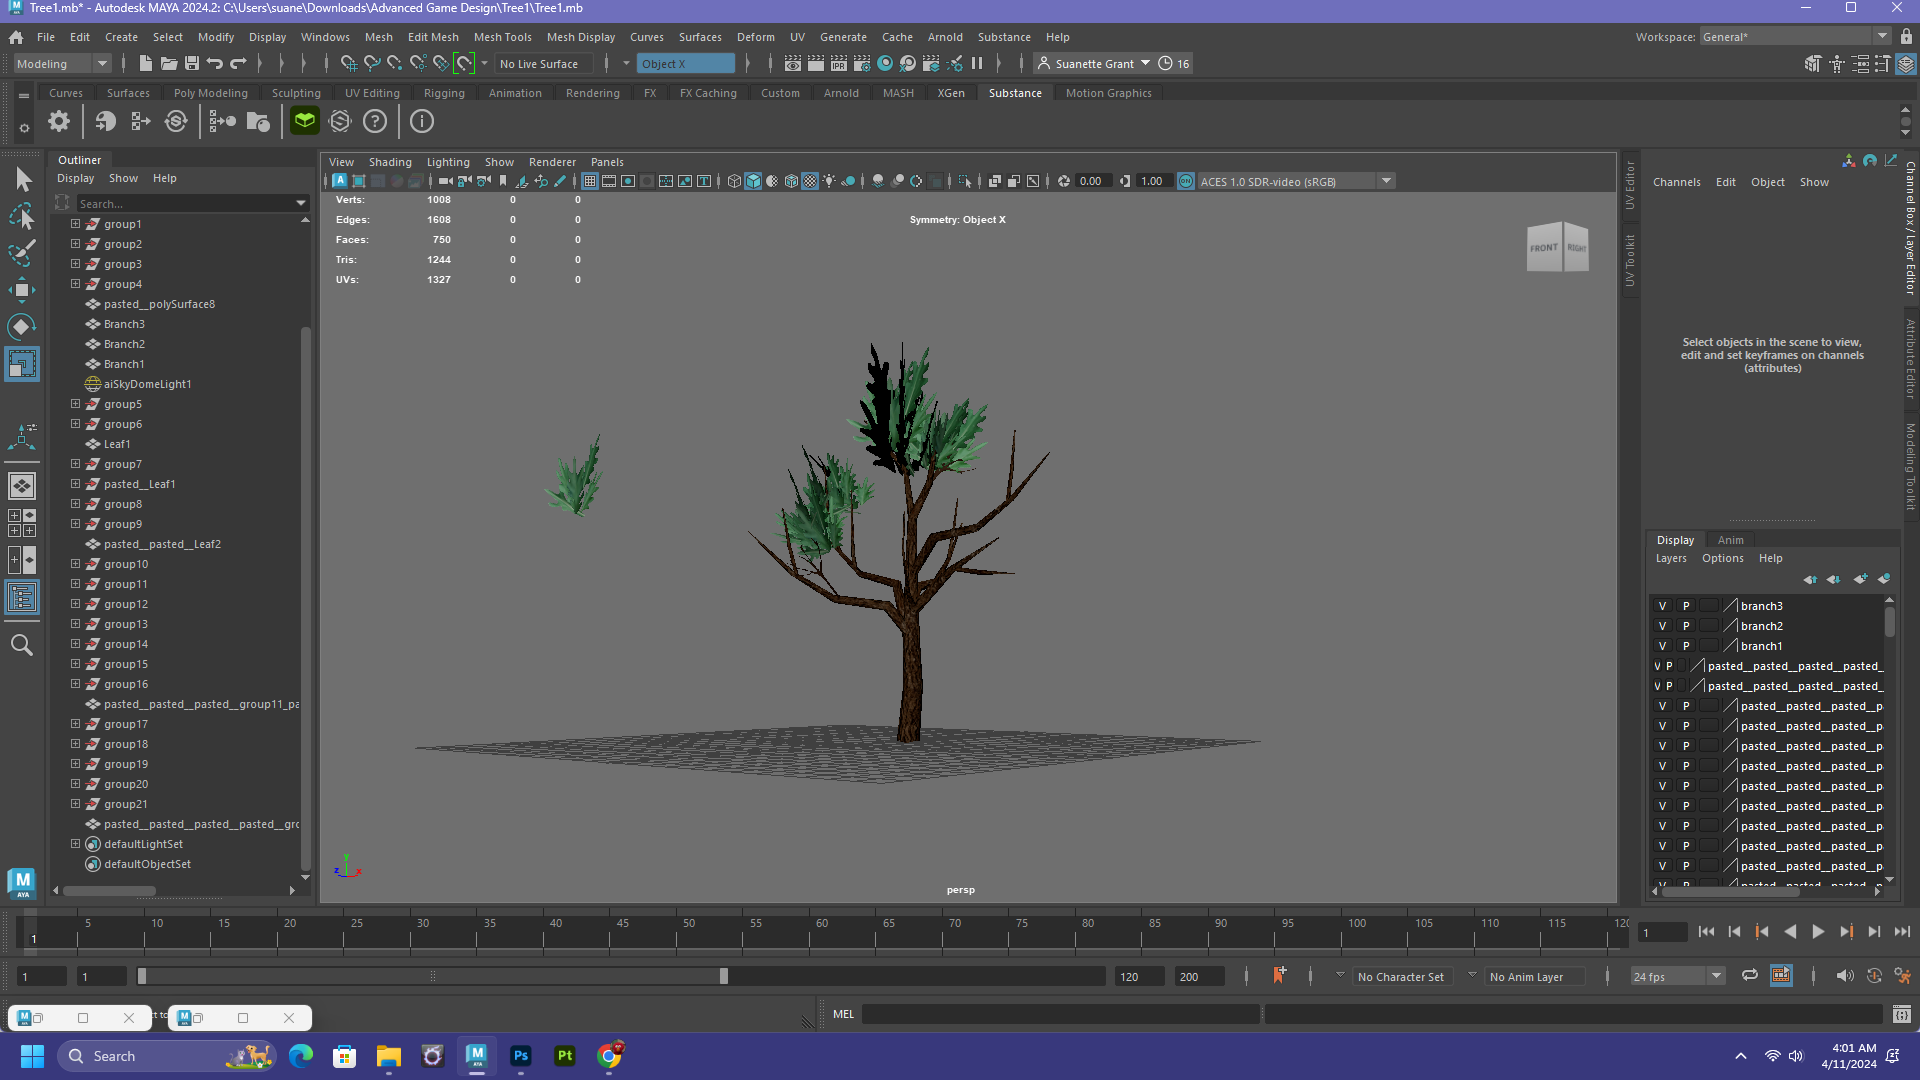 Tree1.mb* - Autodesk MAYA 2024.2: C:\Users\suane\Downloads\Advanced Game Design\Tree1\Tree1.mb
File Edit Create Select Modify Display Windows Mesh Edit Mesh Mesh Tools Mesh Display Curves Surfaces Deform UV Generate Cache Arnold Substance Help
Workspace: General*
Modeling
No Live Surface
Object X
IPR
Suanette Grant
16
Curves Surfaces Poly Modeling Sculpting UV Editing Rigging Animation Rendering FX FX Caching Custom Arnold MASH XGen Substance Motion Graphics
Outliner
Display Show Help
Search...
group1
group2
group3
group4
pasted__polySurface8
Branch3
Branch2
Branch1
aiSkyDomeLight1
group5
group6
Leaf1
group7
pasted__Leaf1
group8
group9
pasted__pasted__Leaf2
group10
group11
group12
group13
group14
group15
group16
pasted__pasted__pasted__group11_pa
group17
group18
group19
group20
group21
pasted__pasted__pasted__pasted__grc
defaultLightSet
defaultObjectSet
View Shading Lighting Show Renderer Panels
0.00
1.00
ON
ACES 1.0 SDR-video (sRGB)
Verts: 1008 0 0
Edges: 1608 0 0
Faces: 750 0 0
Tris: 1244 0 0
UVs: 1327 0 0
Symmetry: Object X
FRONT
RIGHT
y
z
x
persp
UV Editor
UV Toolkit
Channels Edit Object Show
Select objects in the scene to view,
edit and set keyframes on channels
(attributes)
Channel Box / Layer Editor
Attribute Editor
Modeling Toolkit
Display Anim
Layers Options Help
V P branch3
V P branch2
V P branch1
V P pasted__pasted__pasted__pasted_
V P pasted__pasted__pasted__pasted_
V P pasted__pasted__pasted__p
V P pasted__pasted__pasted__p
V P pasted__pasted__pasted__p
V P pasted__pasted__pasted__p
V P pasted__pasted__pasted__p
V P pasted__pasted__pasted__p
V P pasted__pasted__pasted__p
V P pasted__pasted__pasted__p
V P pasted__pasted__pasted__p
1 5 10 15 20 25 30 35 40 45 50 55 60 65 70 75 80 85 90 95 100 105 110 115 120
1
1
1
120
200
No Character Set
No Anim Layer
24 fps
M
AYA
MEL
Search
Ps
Pt
4:01 AM
4/11/2024